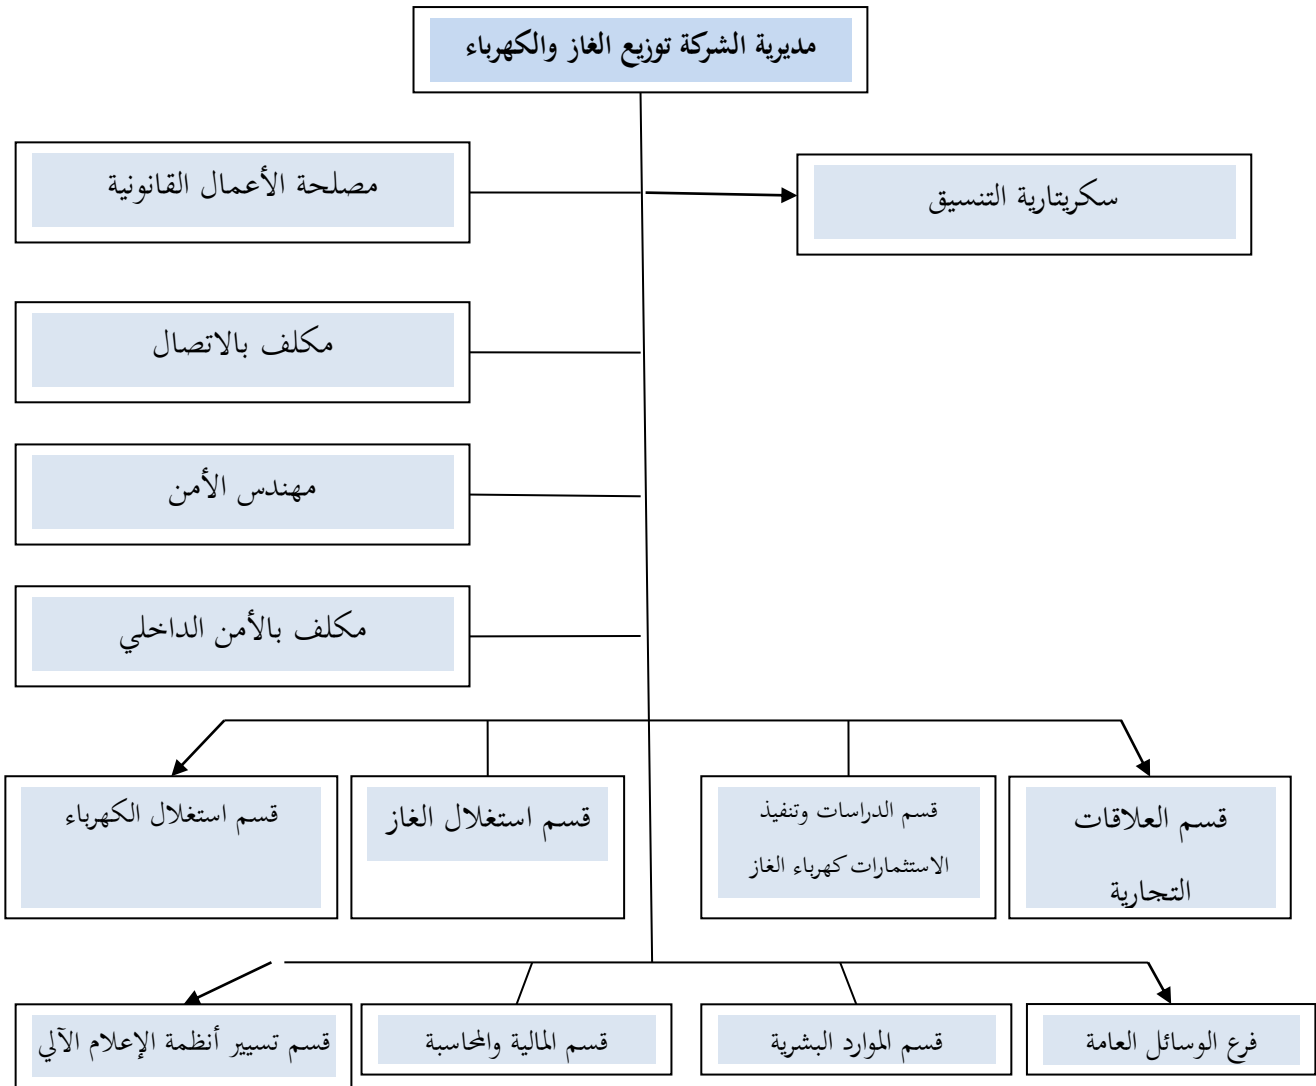 مديرية الشركة توزيع الغاز والكهرباء
سكريتارية التنسيق
مصلحة الأعمال القانونية
مكلف بالاتصال
مهندس الأمن
مكلف بالأمن الداخلي
قسم العلاقات
التجارية
قسم الدراسات وتنفيذ
الاستثمارات كهرباء الغاز
قسم استغلال الغاز
قسم استغلال الكهرباء
فرع الوسائل العامة
قسم الموارد البشرية
قسم المالية والمحاسبة
قسم تسيير أنظمة الإعلام الآلي